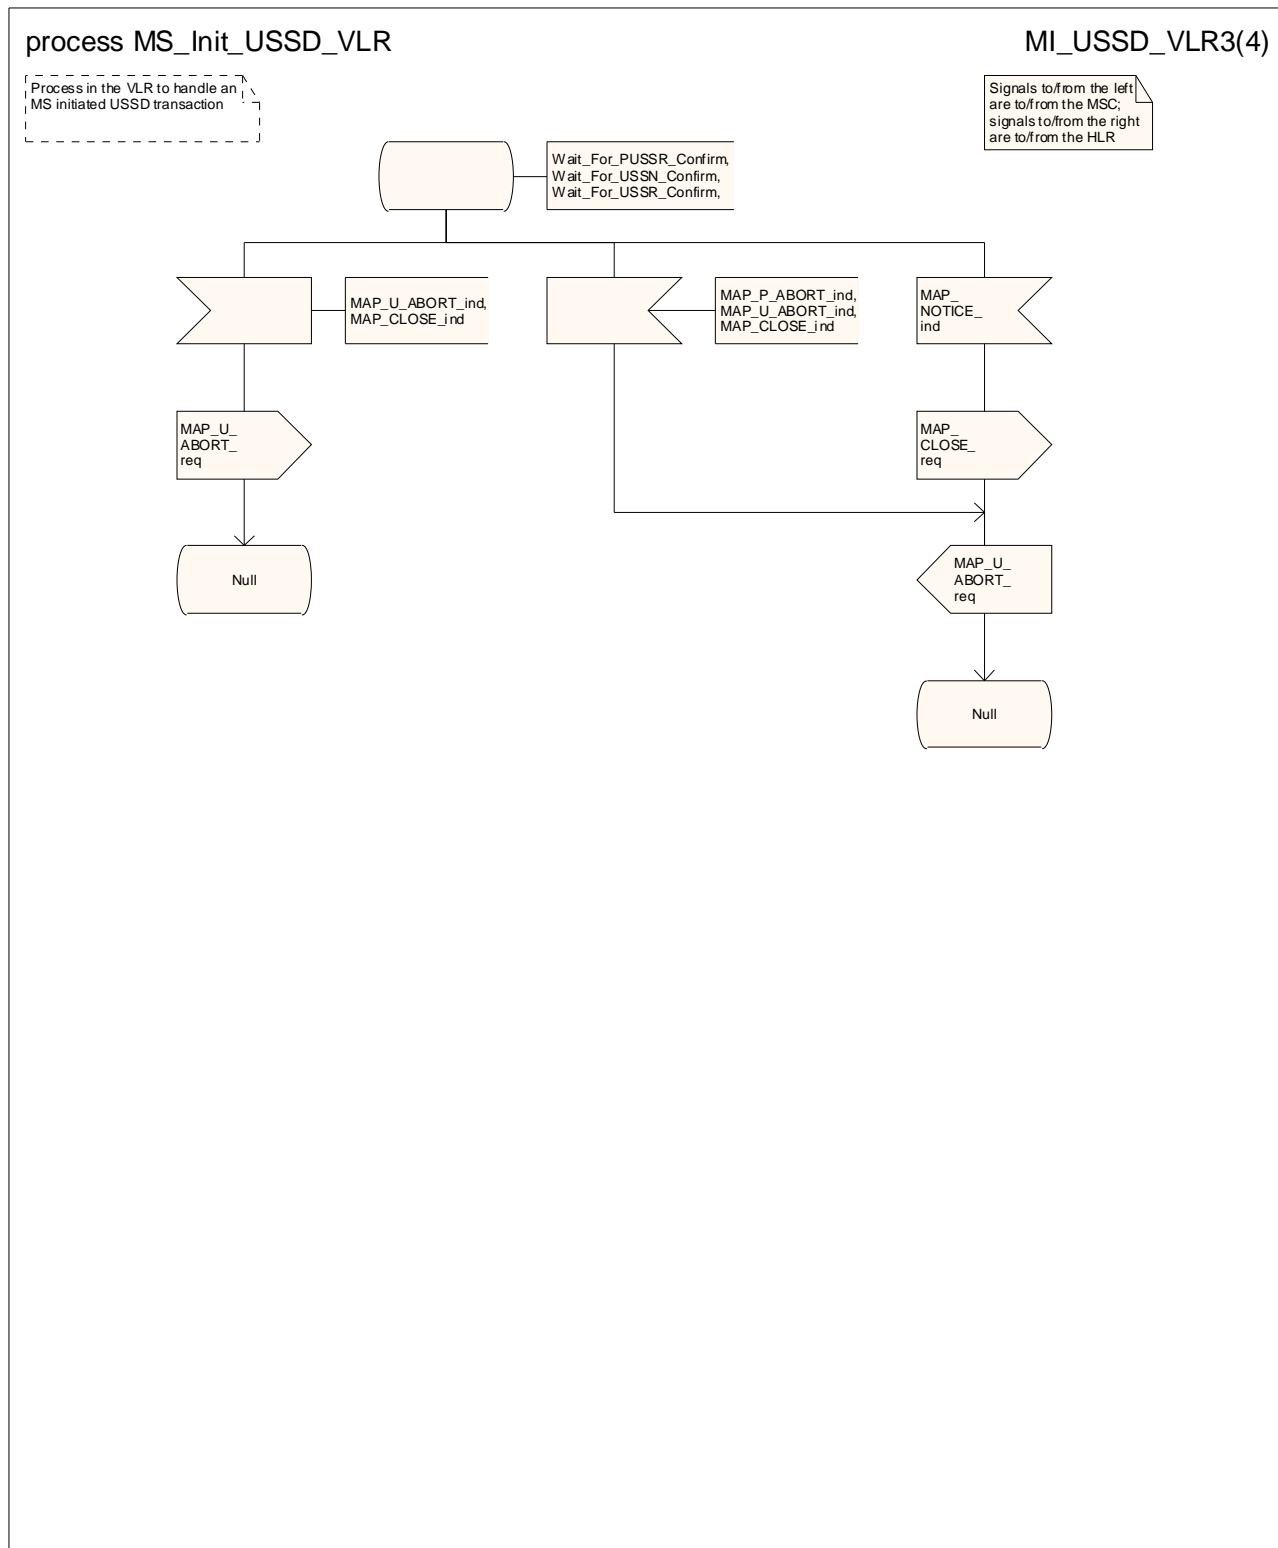 process MS_Init_USSD_VLR
MI_USSD_VLR3(4)
Process in the VLR to handle an
MS initiated USSD transaction
Signals to/from the left
are to/from the MSC;
signals to/from the right
are to/from the HLR
Wait_For_PUSSR_Confirm,
Wait_For_USSN_Confirm,
Wait_For_USSR_Confirm,
MAP_U_ABORT_ind,
MAP_CLOSE_ind
MAP_P_ABORT_ind,
MAP_U_ABORT_ind,
MAP_CLOSE_ind
MAP_
NOTICE_
ind
MAP_U_
ABORT_
req
MAP_
CLOSE_
req
Null
MAP_U_
ABORT_
req
Null